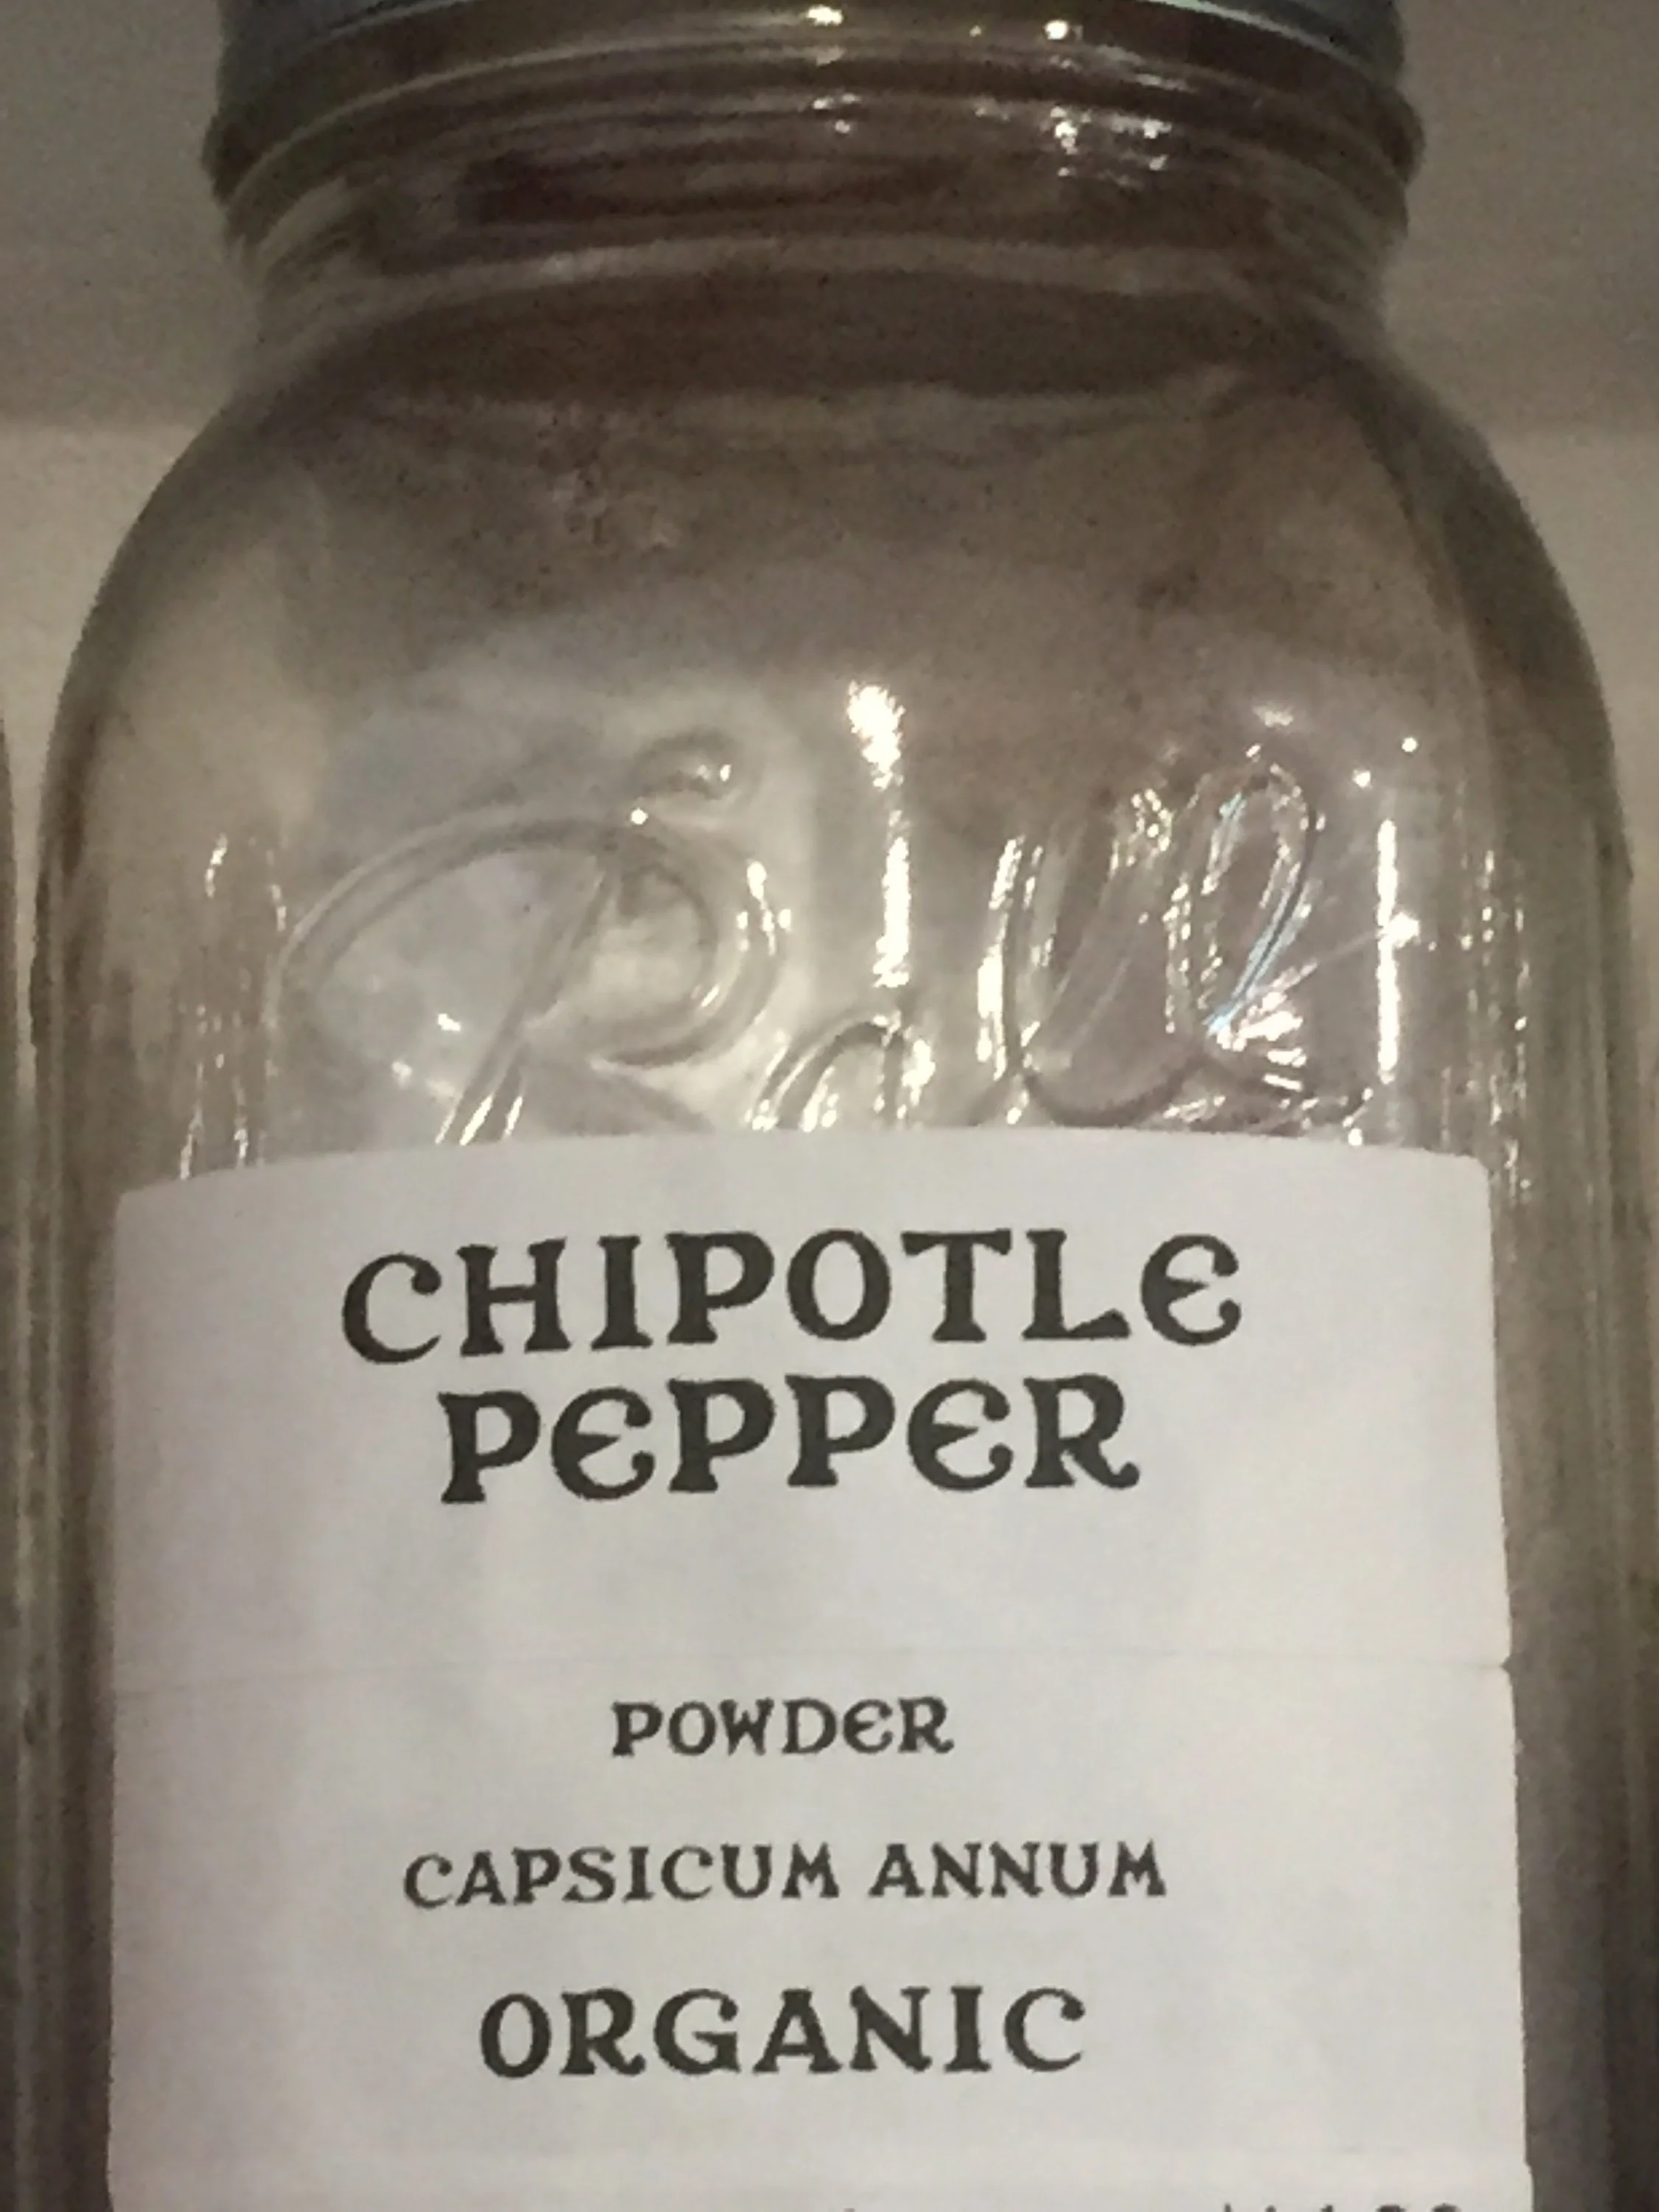 Ball
CHIPOTLE
PEPPER
POWDER
CAPSICUM ANNUM
ORGANIC